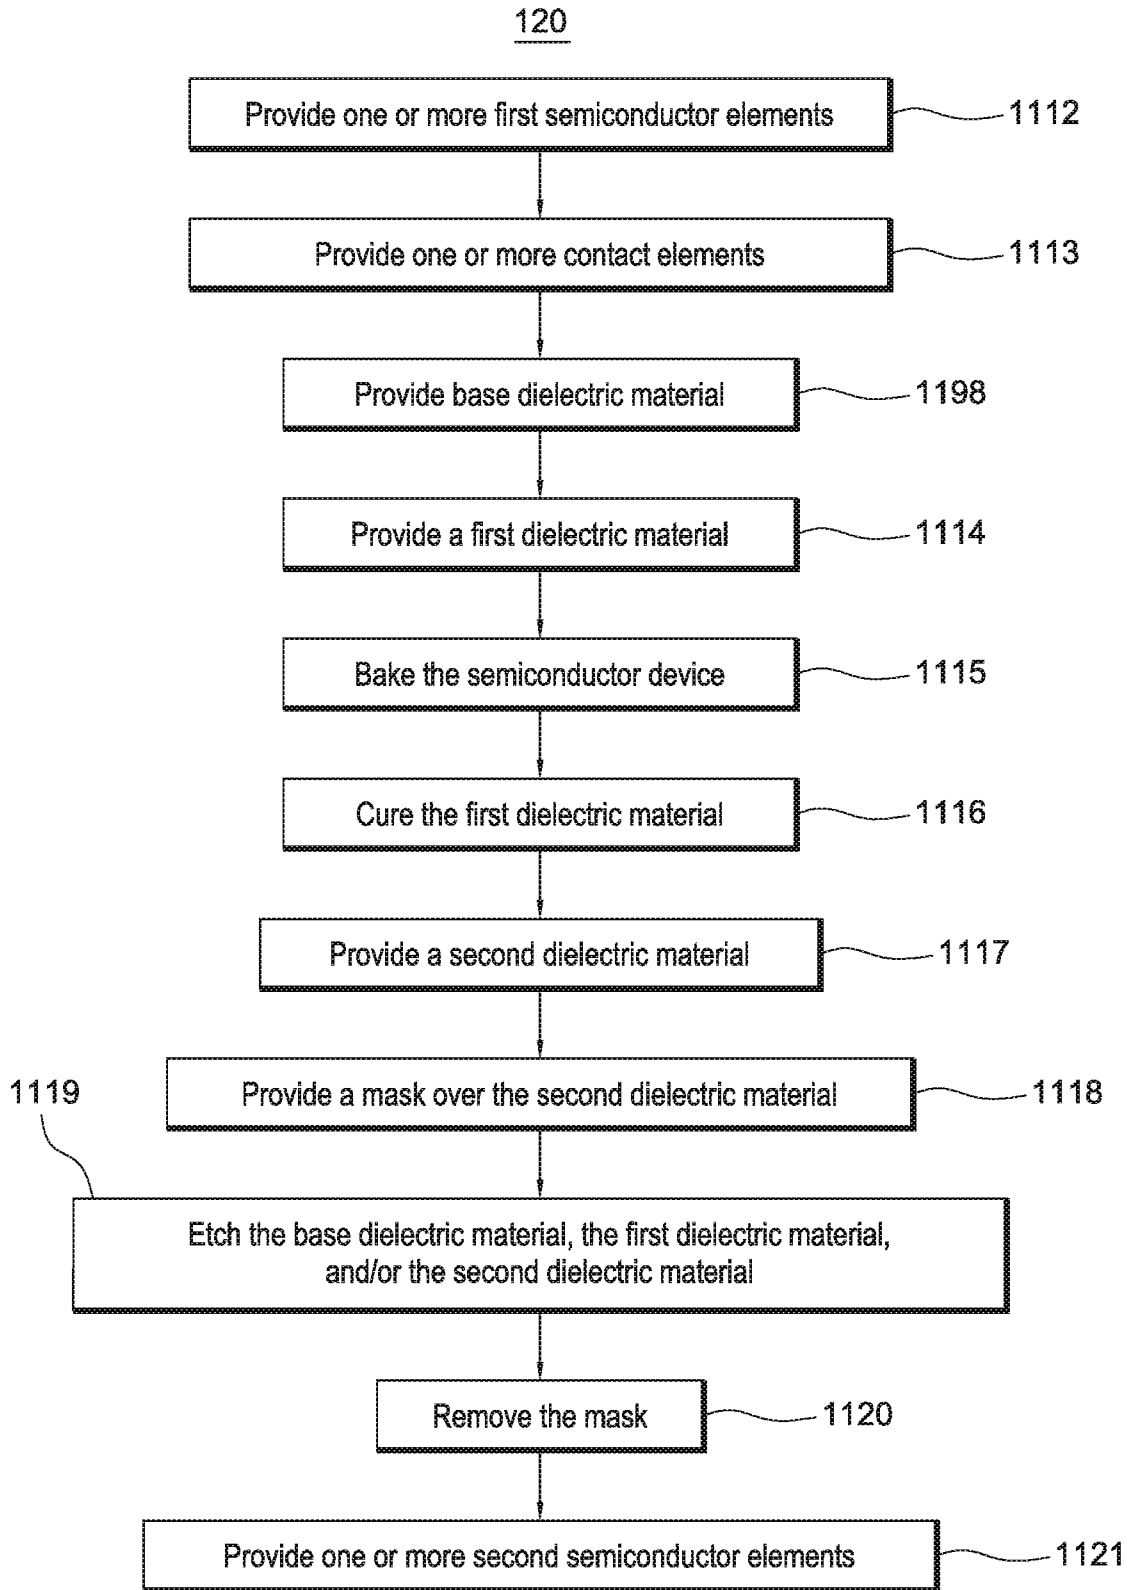 120
Provide one or more first semiconductor elements
1112
Provide one or more contact elements
1113
Provide base dielectric material
1198
Provide a first dielectric material
1114
Bake the semiconductor device
1115
Cure the first dielectric material
1116
Provide a second dielectric material
1117
Provide a mask over the second dielectric material
1118
1119
Etch the base dielectric material, the first dielectric material,
and/or the second dielectric material
Remove the mask
1120
Provide one or more second semiconductor elements
1121